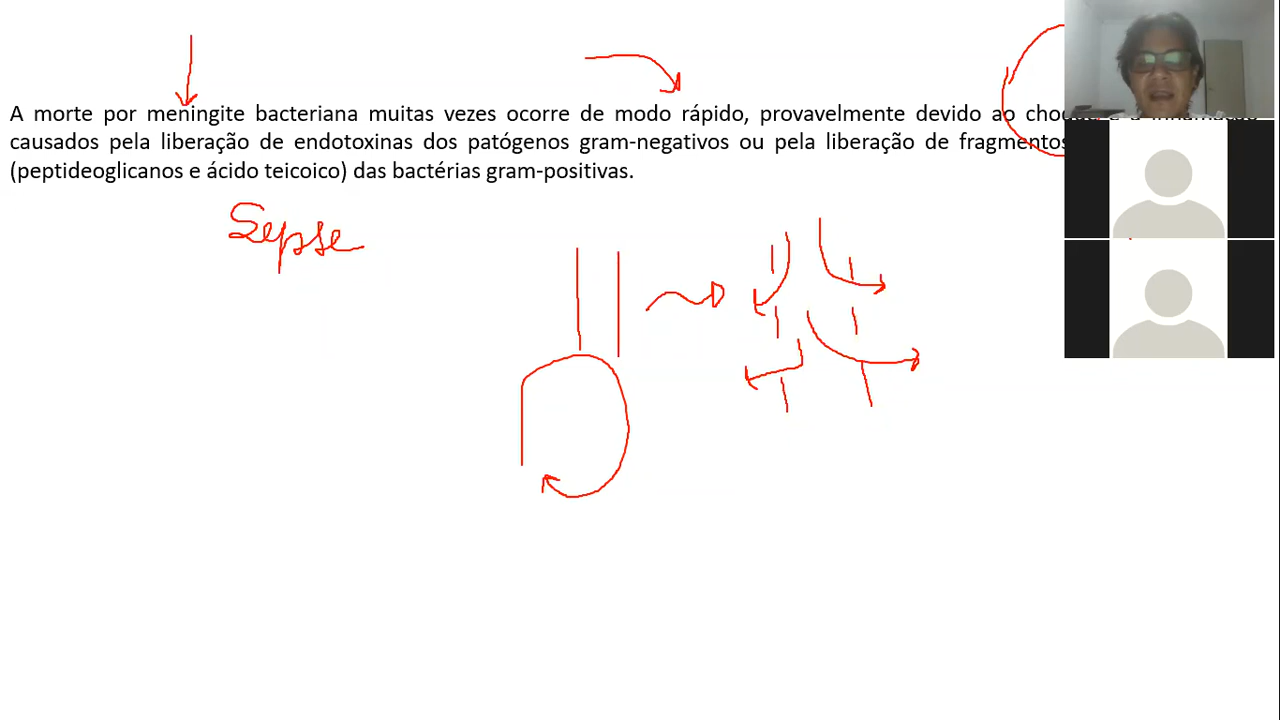 A morte por meningite bacteriana muitas vezes ocorre de modo rápido, provavelmente devido ao
causados pela liberação de endotoxinas dos patógenos gram-negativos ou pela liberação de fragmentos
(peptideoglicanos e ácido teicoico) das bactérias gram-positivas.
Sepse